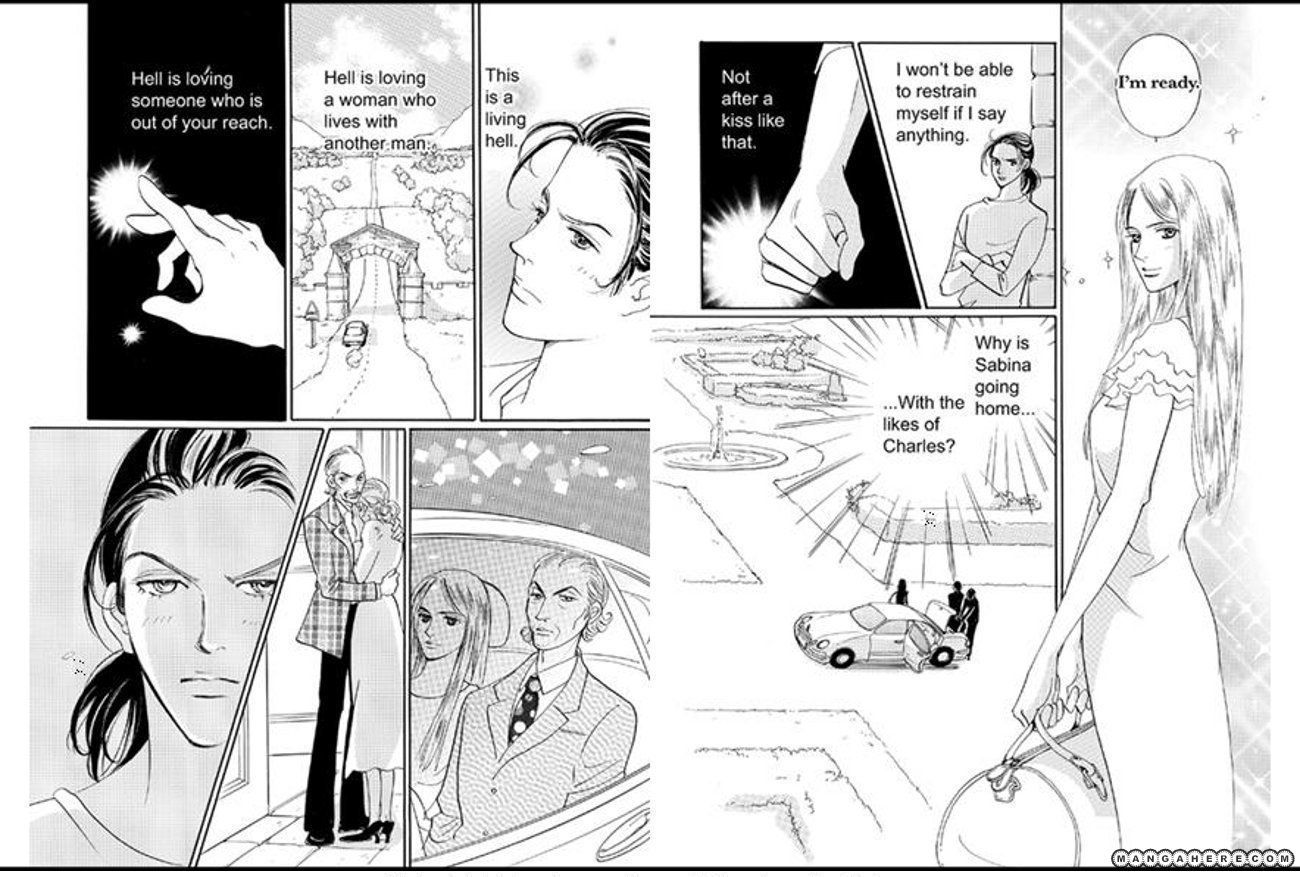 I'm ready.
I won't be able
to restrain
myself if I say
anything.
Not
after a
kiss like
that.
Why is
Sabina
going
home...
...With the
likes of
Charles?
This
is a
living
hell.
Hell is loving
a woman who
lives with
another man.
Hell is loving
someone who is
out of your reach.
MANGAHERE.COM